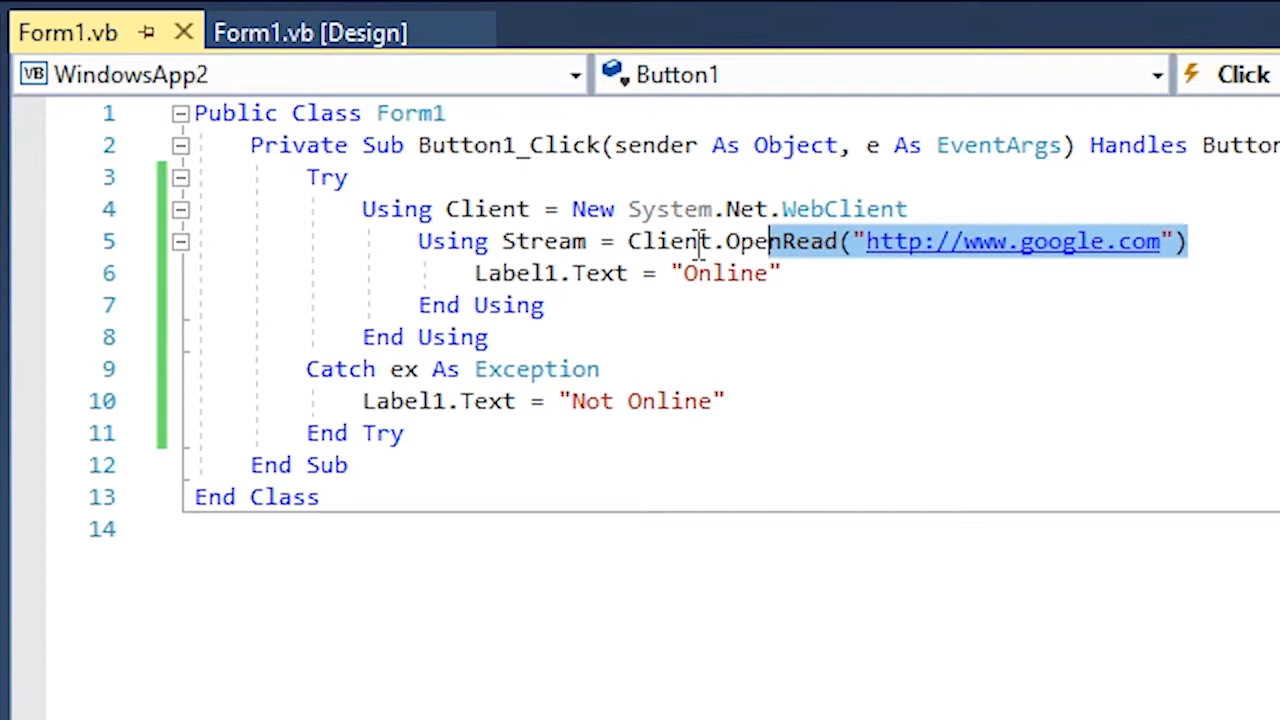 Form1.vb Form1.vb [Design]
VB WindowsApp2 Button1 Click
1 Public Class Form1
2 Private Sub Button1_Click(sender As Object, e As EventArgs) Handles Button
3 Try
4 Using Client = New System.Net.WebClient
5 Using Stream = Client.OpenRead("http://www.google.com")
6 Label1.Text = "Online"
7 End Using
8 End Using
9 Catch ex As Exception
10 Label1.Text = "Not Online"
11 End Try
12 End Sub
13 End Class
14